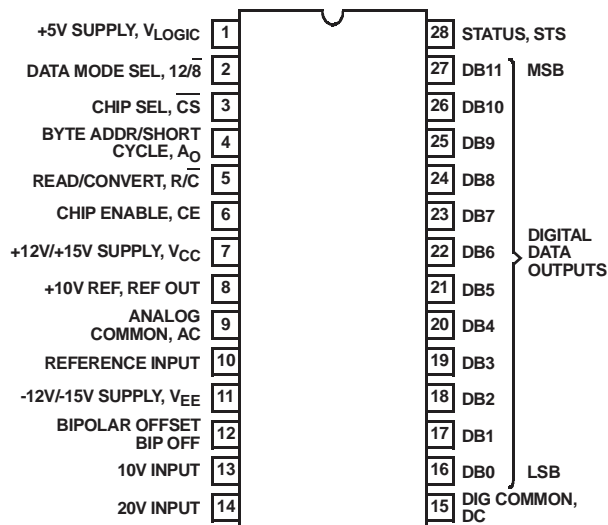 +5V SUPPLY, VLOGIC 1
DATA MODE SEL, 12/8̅ 2
CHIP SEL, C̅S̅ 3
BYTE ADDR/SHORT
CYCLE, AO 4
READ/CONVERT, R/C̅ 5
CHIP ENABLE, CE 6
+12V/+15V SUPPLY, VCC 7
+10V REF, REF OUT 8
ANALOG
COMMON, AC 9
REFERENCE INPUT 10
-12V/-15V SUPPLY, VEE 11
BIPOLAR OFFSET
BIP OFF 12
10V INPUT 13
20V INPUT 14
28 STATUS, STS
27 DB11 MSB
26 DB10
25 DB9
24 DB8
23 DB7
22 DB6
21 DB5
20 DB4
19 DB3
18 DB2
17 DB1
16 DB0 LSB
15 DIG COMMON,
DC
DIGITAL
DATA
OUTPUTS